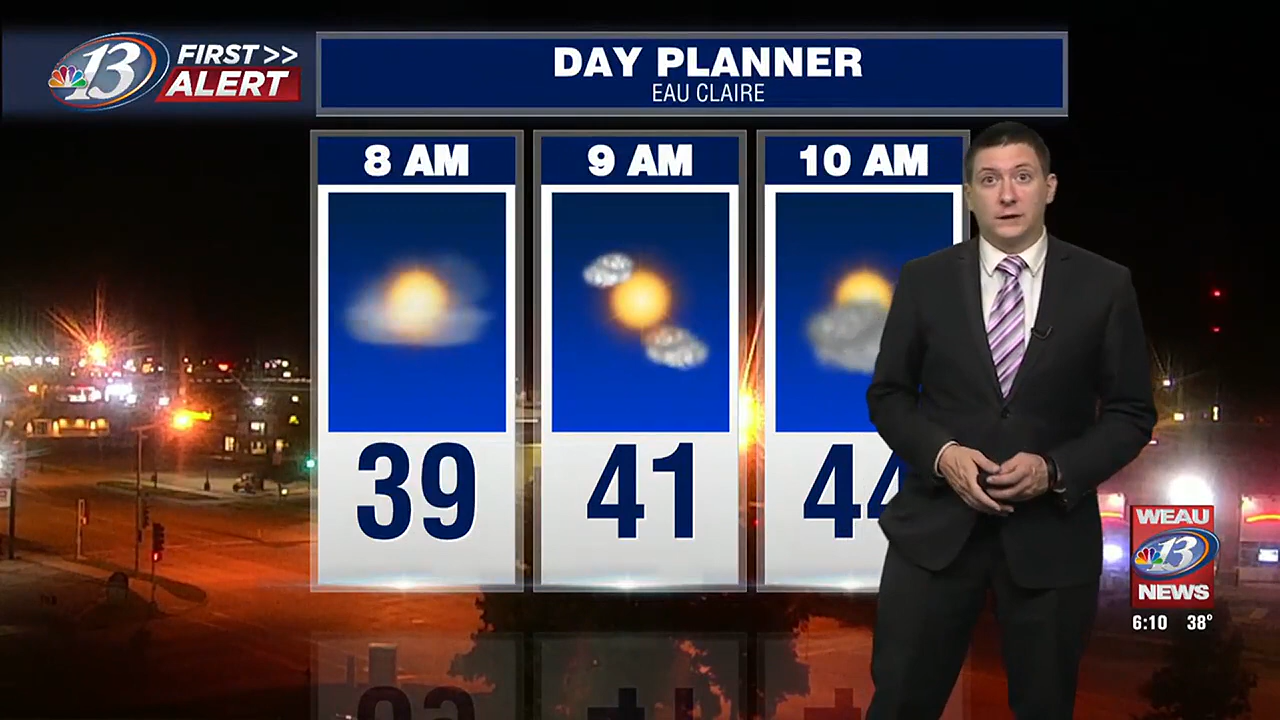 13 FIRST >>
ALERT
DAY PLANNER
EAU CLAIRE
8 AM
9 AM
10 AM
39
41
44
WEAU
13
NEWS
6:10 38°